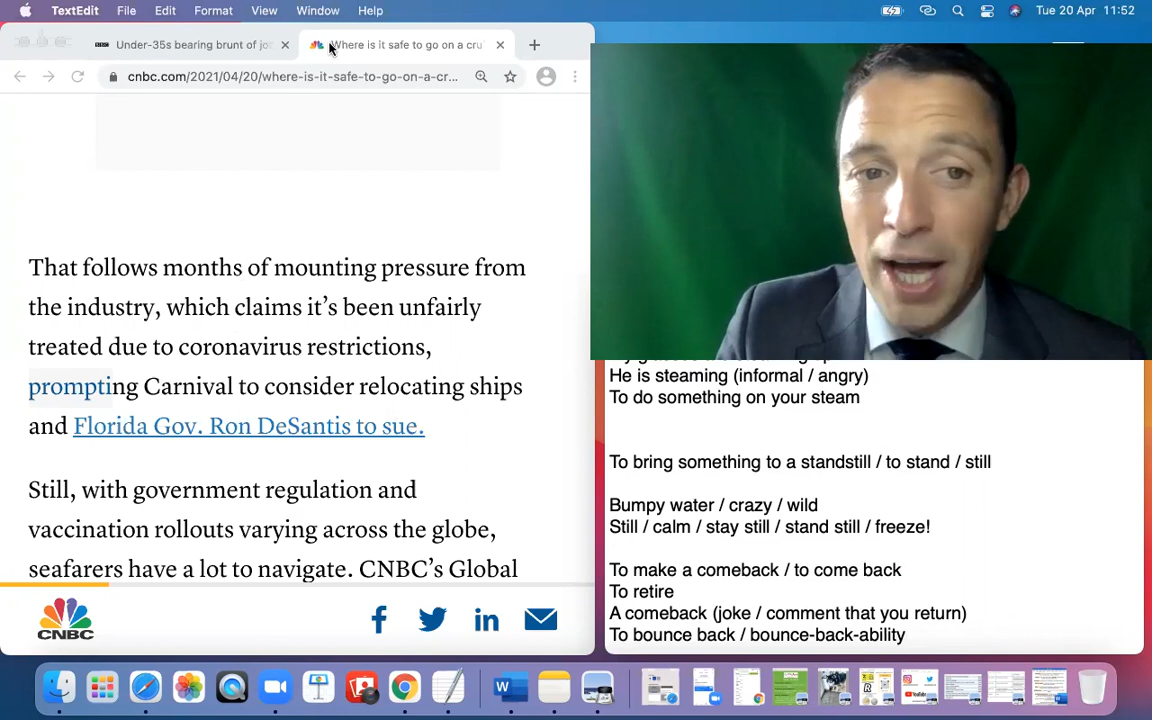 TextEdit File Edit Format View Window Help Tue 20 Apr 11:52
Under-35s bearing brunt of jo
Where is it safe to go on a cru
cnbc.com/2021/04/20/where-is-it-safe-to-go-on-a-cr...
That follows months of mounting pressure from
the industry, which claims it's been unfairly
treated due to coronavirus restrictions,
prompting Carnival to consider relocating ships
and Florida Gov. Ron DeSantis to sue.
Still, with government regulation and
vaccination rollouts varying across the globe,
seafarers have a lot to navigate. CNBC's Global
CNBC
He is steaming (informal / angry)
To do something on your steam
To bring something to a standstill / to stand / still
Bumpy water / crazy / wild
Still / calm / stay still / stand still / freeze!
To make a comeback / to come back
To retire
A comeback (joke / comment that you return)
To bounce back / bounce-back-ability